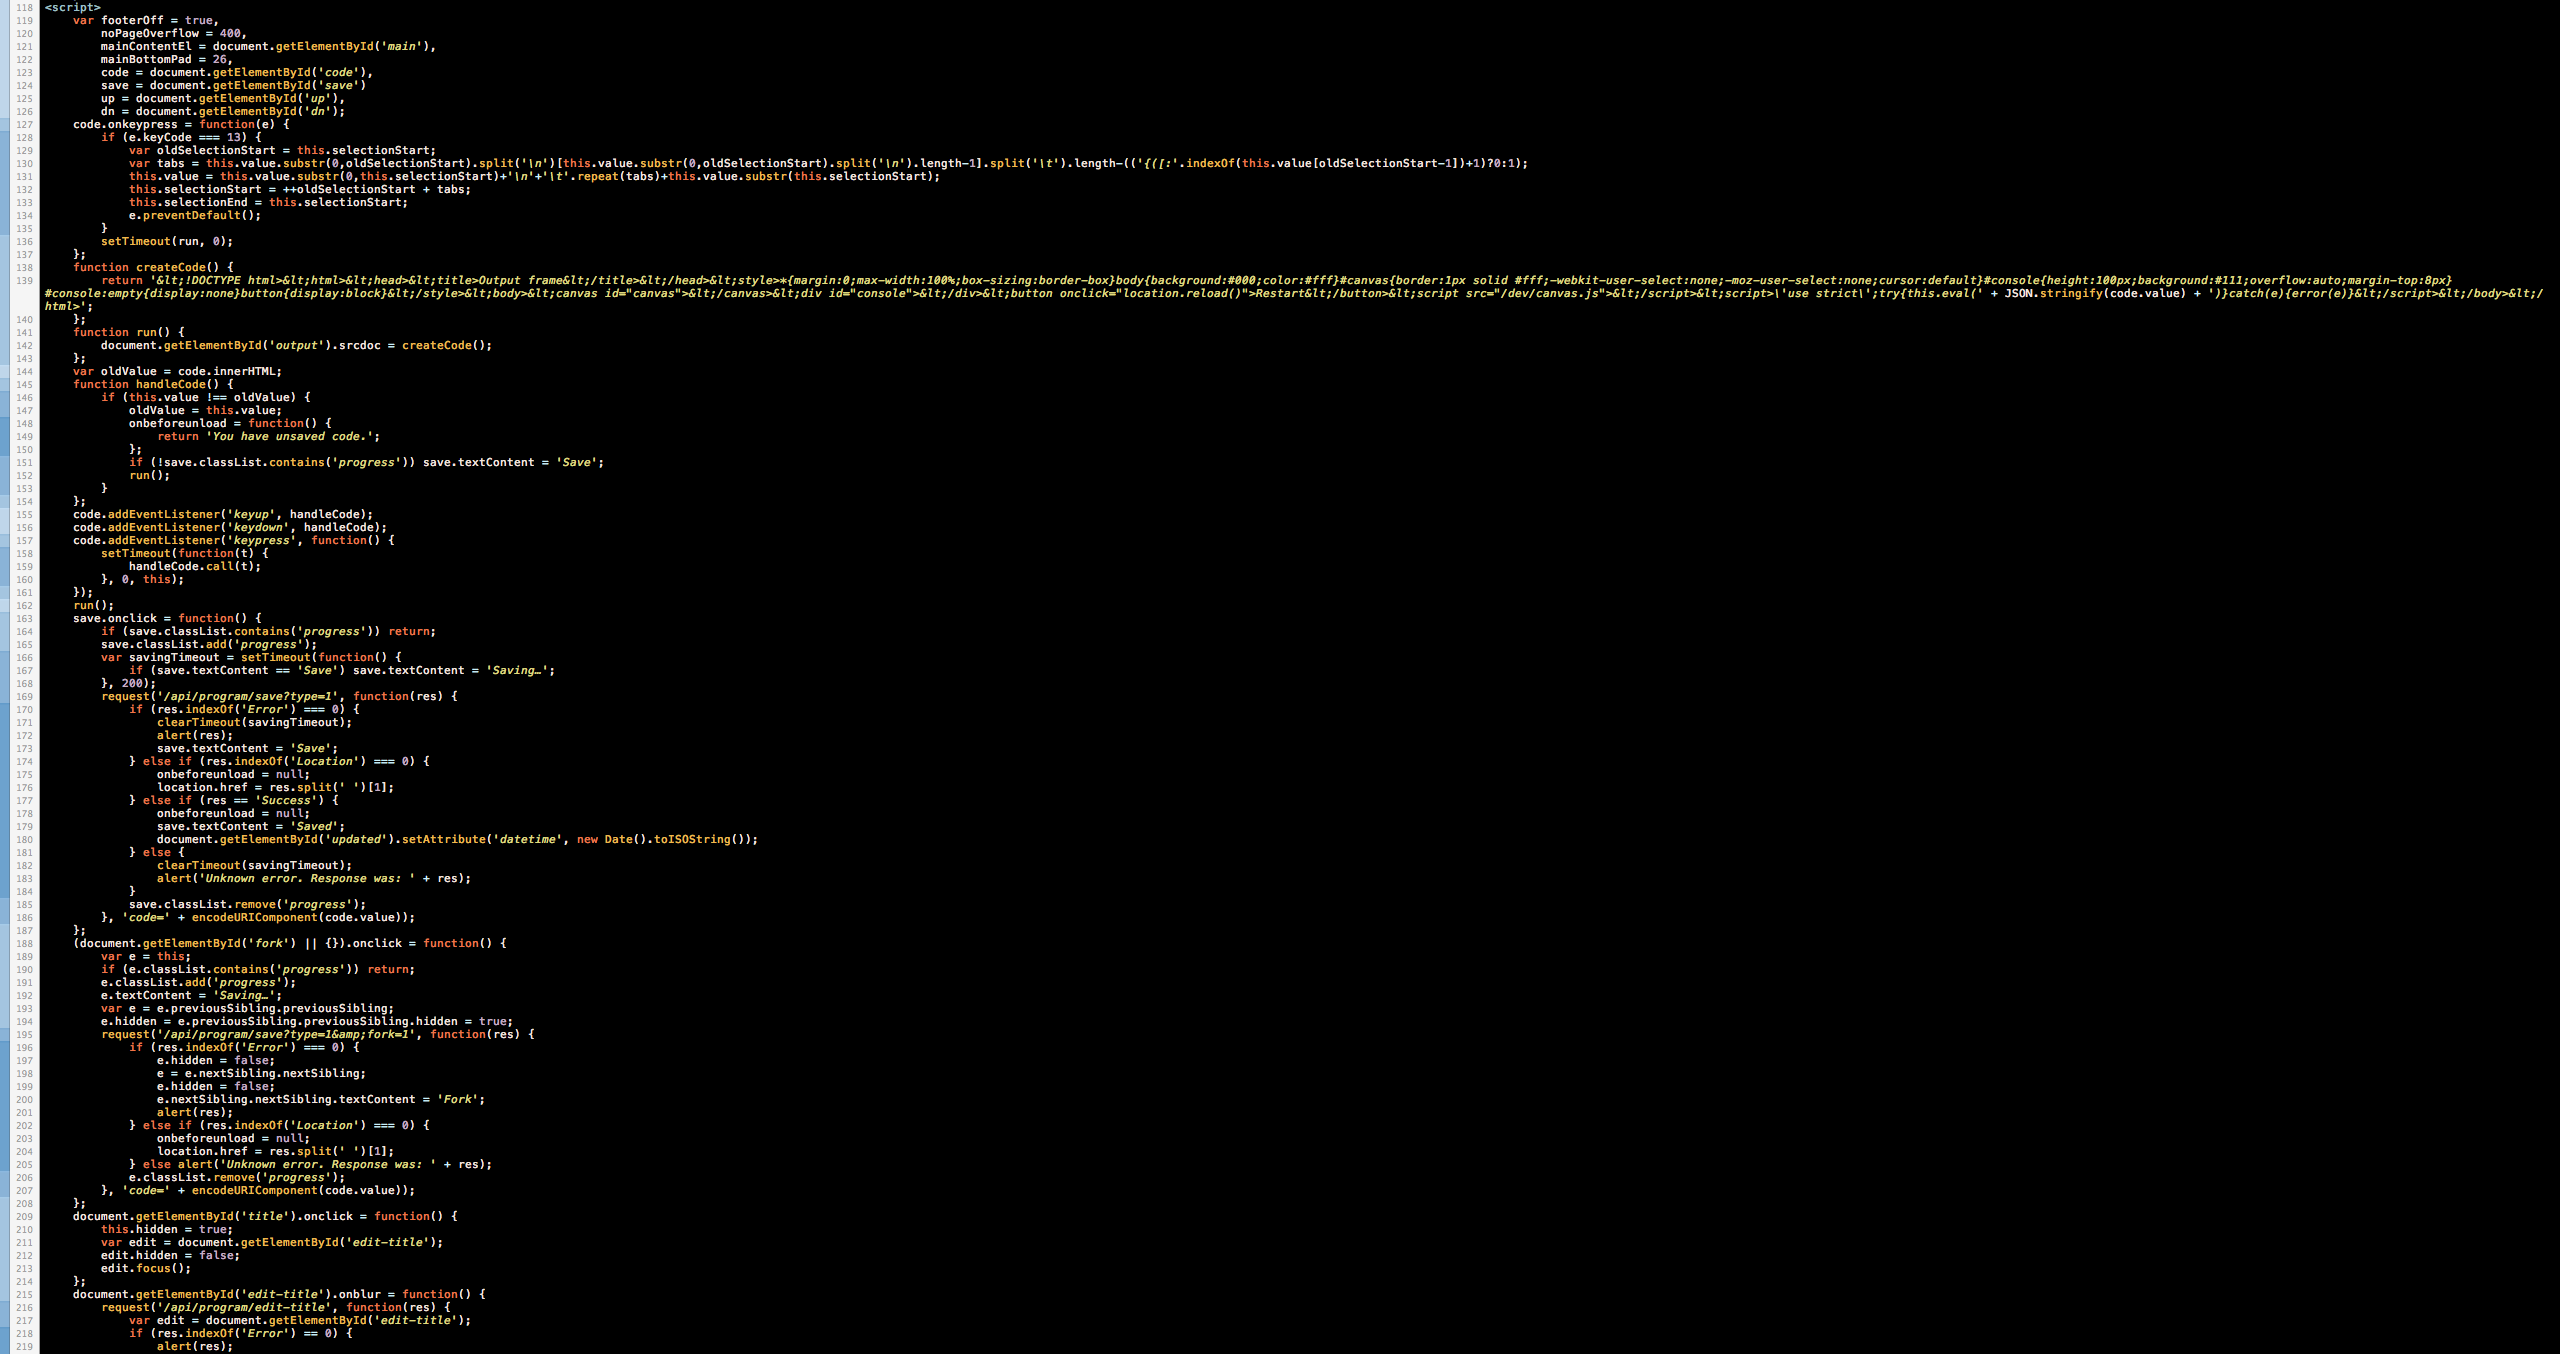 118 <script>
119 var footerOff = true,
120 noPageOverflow = 400,
121 mainContentEl = document.getElementById('main'),
122 mainBottomPad = 26,
123 code = document.getElementById('code'),
124 save = document.getElementById('save')
125 up = document.getElementById('up'),
126 dn = document.getElementById('dn');
127 code.onkeypress = function(e) {
128 if (e.keyCode === 13) {
129 var oldSelectionStart = this.selectionStart;
130 var tabs = this.value.substr(0,oldSelectionStart).split('\n')[this.value.substr(0,oldSelectionStart).split('\n').length-1].split('\t').length-(('{([:'.indexOf(this.value[oldSelectionStart-1])+1)?0:1);
131 this.value = this.value.substr(0,this.selectionStart)+'\n'+'\t'.repeat(tabs)+this.value.substr(this.selectionStart);
132 this.selectionStart = ++oldSelectionStart + tabs;
133 this.selectionEnd = this.selectionStart;
134 e.preventDefault();
135 }
136 setTimeout(run, 0);
137 };
138 function createCode() {
139 return '&lt;!DOCTYPE html>&lt;html>&lt;head>&lt;title>Output frame&lt;/title>&lt;/head>&lt;style>*{margin:0;max-width:100%;box-sizing:border-box}body{background:#000;color:#fff}#canvas{border:1px solid #fff;-webkit-user-select:none;-moz-user-select:none;cursor:default}#console{height:100px;background:#111;overflow:auto;margin-top:8px}
#console:empty{display:none}button{display:block}&lt;/style>&lt;body>&lt;canvas id="canvas">&lt;/canvas>&lt;div id="console">&lt;/div>&lt;button onclick="location.reload()">Restart&lt;/button>&lt;script src="/dev/canvas.js">&lt;/script>&lt;script>\'use strict\';try{this.eval(' + JSON.stringify(code.value) + ')}catch(e){error(e)}&lt;/script>&lt;/body>&lt;/
html>';
140 };
141 function run() {
142 document.getElementById('output').srcdoc = createCode();
143 };
144 var oldValue = code.innerHTML;
145 function handleCode() {
146 if (this.value !== oldValue) {
147 oldValue = this.value;
148 onbeforeunload = function() {
149 return 'You have unsaved code.';
150 };
151 if (!save.classList.contains('progress')) save.textContent = 'Save';
152 run();
153 }
154 };
155 code.addEventListener('keyup', handleCode);
156 code.addEventListener('keydown', handleCode);
157 code.addEventListener('keypress', function() {
158 setTimeout(function(t) {
159 handleCode.call(t);
160 }, 0, this);
161 });
162 run();
163 save.onclick = function() {
164 if (save.classList.contains('progress')) return;
165 save.classList.add('progress');
166 var savingTimeout = setTimeout(function() {
167 if (save.textContent == 'Save') save.textContent = 'Saving…';
168 }, 200);
169 request('/api/program/save?type=1', function(res) {
170 if (res.indexOf('Error') === 0) {
171 clearTimeout(savingTimeout);
172 alert(res);
173 save.textContent = 'Save';
174 } else if (res.indexOf('Location') === 0) {
175 onbeforeunload = null;
176 location.href = res.split(' ')[1];
177 } else if (res == 'Success') {
178 onbeforeunload = null;
179 save.textContent = 'Saved';
180 document.getElementById('updated').setAttribute('datetime', new Date().toISOString());
181 } else {
182 clearTimeout(savingTimeout);
183 alert('Unknown error. Response was: ' + res);
184 }
185 save.classList.remove('progress');
186 }, 'code=' + encodeURIComponent(code.value));
187 };
188 (document.getElementById('fork') || {}).onclick = function() {
189 var e = this;
190 if (e.classList.contains('progress')) return;
191 e.classList.add('progress');
192 e.textContent = 'Saving…';
193 var e = e.previousSibling.previousSibling;
194 e.hidden = e.previousSibling.previousSibling.hidden = true;
195 request('/api/program/save?type=1&amp;fork=1', function(res) {
196 if (res.indexOf('Error') === 0) {
197 e.hidden = false;
198 e = e.nextSibling.nextSibling;
199 e.hidden = false;
200 e.nextSibling.nextSibling.textContent = 'Fork';
201 alert(res);
202 } else if (res.indexOf('Location') === 0) {
203 onbeforeunload = null;
204 location.href = res.split(' ')[1];
205 } else alert('Unknown error. Response was: ' + res);
206 e.classList.remove('progress');
207 }, 'code=' + encodeURIComponent(code.value));
208 };
209 document.getElementById('title').onclick = function() {
210 this.hidden = true;
211 var edit = document.getElementById('edit-title');
212 edit.hidden = false;
213 edit.focus();
214 };
215 document.getElementById('edit-title').onblur = function() {
216 request('/api/program/edit-title', function(res) {
217 var edit = document.getElementById('edit-title');
218 if (res.indexOf('Error') == 0) {
219 alert(res);